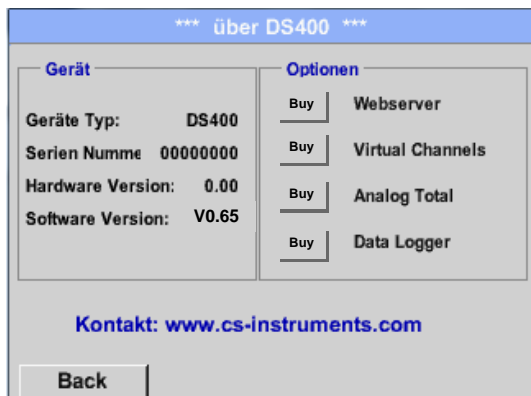 *** über DS400 ***
Gerät
Geräte Typ: DS400
Serien Numme 00000000
Hardware Version: 0.00
Software Version: V0.65
Optionen
Buy Webserver
Buy Virtual Channels
Buy Analog Total
Buy Data Logger
Kontakt: www.cs-instruments.com
Back